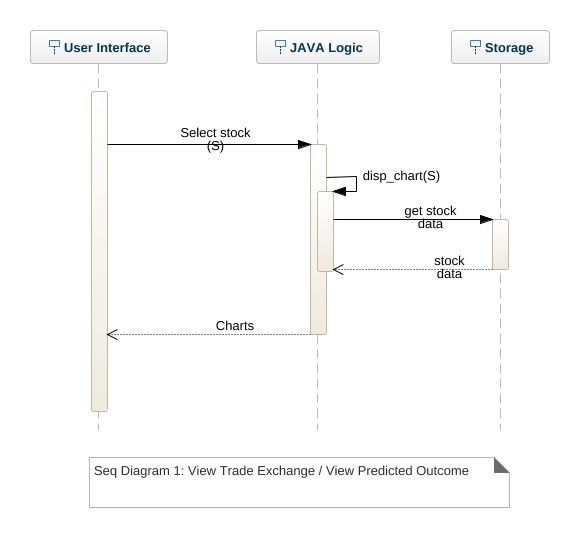 User Interface
JAVA Logic
Storage
Select stock
(S)
disp_chart(S)
get stock
data
stock
data
Charts
Seq Diagram 1: View Trade Exchange / View Predicted Outcome